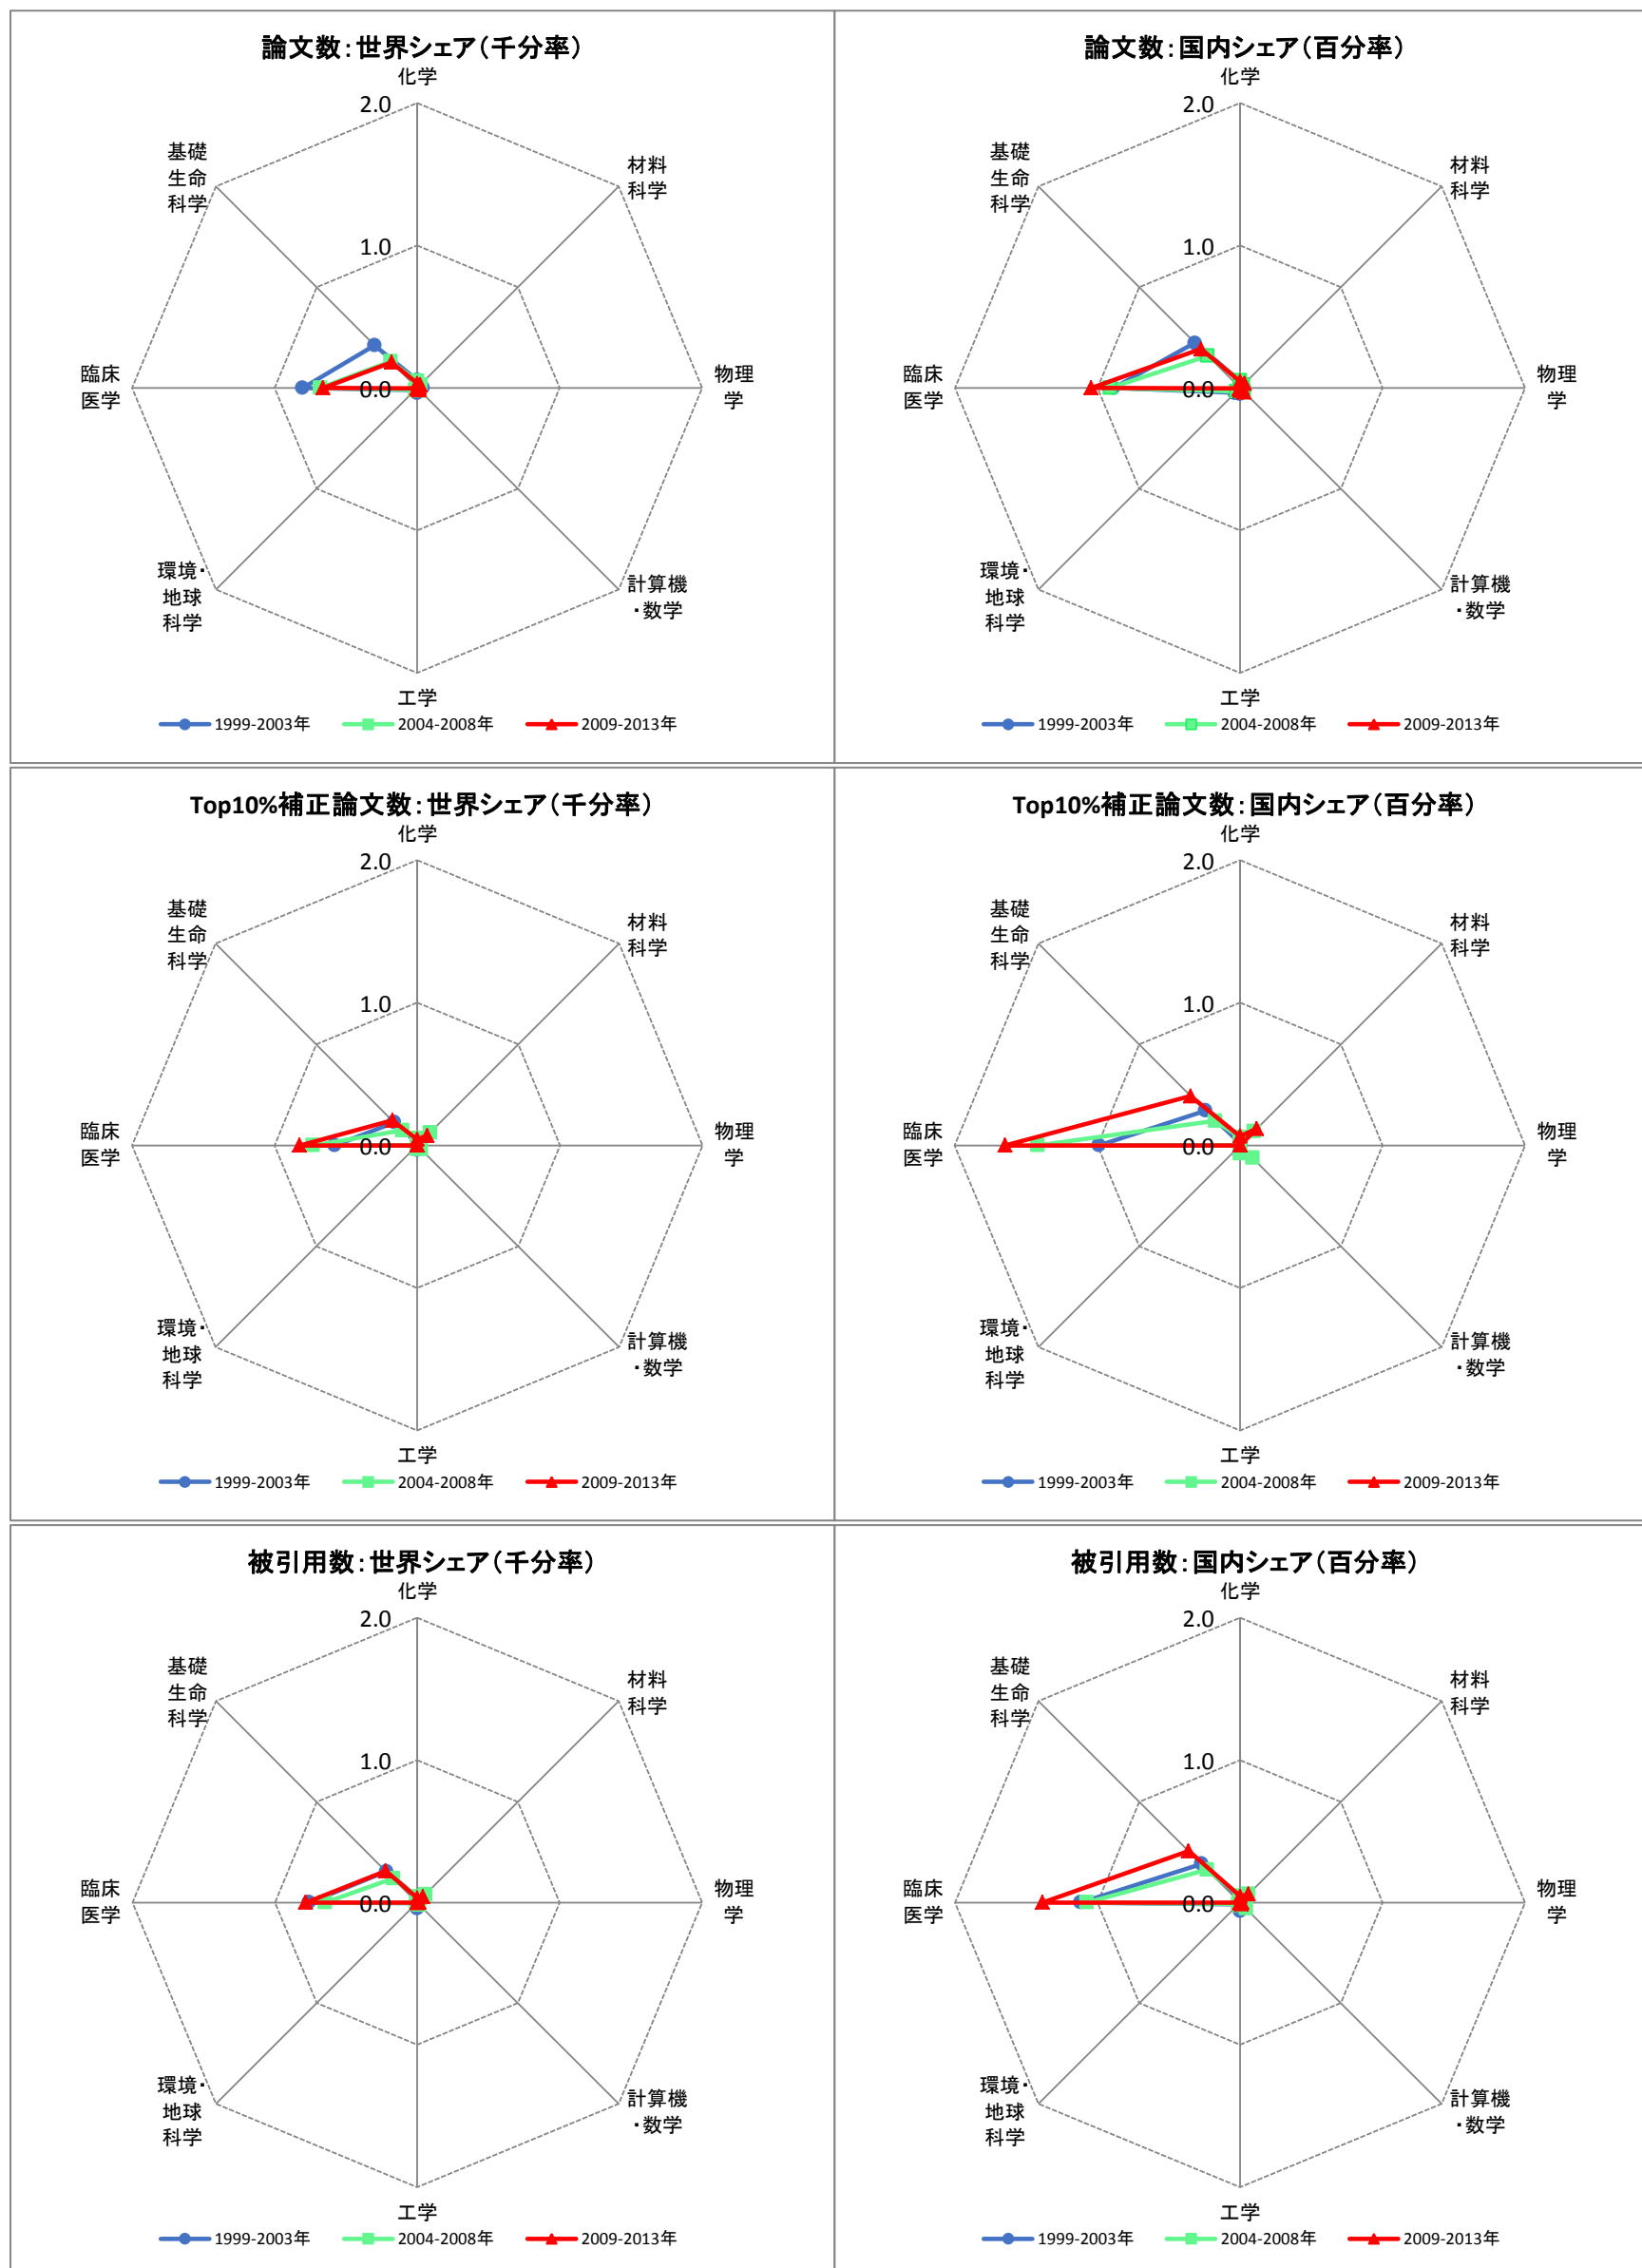 論文数：世界シェア（千分率）
化学
2.0
基礎
生命
科学
材料
科学
1.0
臨床
医学
0.0
物理
学
環境・
地球
科学
計算機
・数学
工学
1999-2003年
2004-2008年
2009-2013年
論文数：国内シェア（百分率）
化学
2.0
基礎
生命
科学
材料
科学
1.0
臨床
医学
0.0
物理
学
環境・
地球
科学
計算機
・数学
工学
1999-2003年
2004-2008年
2009-2013年
Top10%補正論文数：世界シェア（千分率）
化学
2.0
基礎
生命
科学
材料
科学
1.0
臨床
医学
0.0
物理
学
環境・
地球
科学
計算機
・数学
工学
1999-2003年
2004-2008年
2009-2013年
Top10%補正論文数：国内シェア（百分率）
化学
2.0
基礎
生命
科学
材料
科学
1.0
臨床
医学
0.0
物理
学
環境・
地球
科学
計算機
・数学
工学
1999-2003年
2004-2008年
2009-2013年
被引用数：世界シェア（千分率）
化学
2.0
基礎
生命
科学
材料
科学
1.0
臨床
医学
0.0
物理
学
環境・
地球
科学
計算機
・数学
工学
1999-2003年
2004-2008年
2009-2013年
被引用数：国内シェア（百分率）
化学
2.0
基礎
生命
科学
材料
科学
1.0
臨床
医学
0.0
物理
学
環境・
地球
科学
計算機
・数学
工学
1999-2003年
2004-2008年
2009-2013年